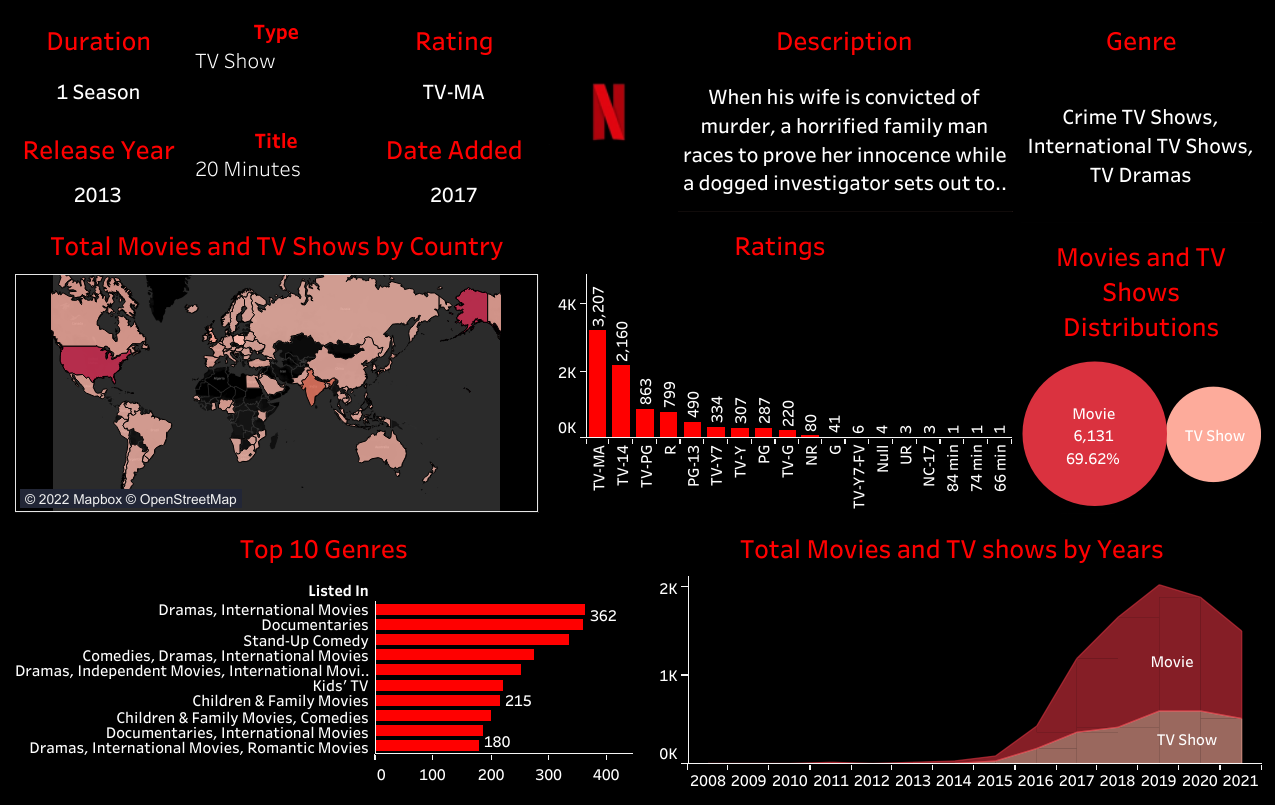 Duration
1 Season
Type
TV Show
Rating
TV-MA
Release Year
2013
Title
20 Minutes
Date Added
2017
Description
When his wife is convicted of
murder, a horrified family man
races to prove her innocence while
a dogged investigator sets out to..
Genre
Crime TV Shows,
International TV Shows,
TV Dramas
Total Movies and TV Shows by Country
© 2022 Mapbox © OpenStreetMap
Ratings
4K
2K
0K
3,207
2,160
863
799
490
334
307
287
220
80
41
6
4
3
3
1
1
1
TV-MA
TV-14
TV-PG
R
PG-13
TV-Y7
TV-Y
PG
TV-G
NR
G
TV-Y7-FV
Null
UR
NC-17
84 min
74 min
66 min
Movies and TV
Shows
Distributions
Movie
6,131
69.62%
TV Show
Top 10 Genres
Listed In
Dramas, International Movies
Documentaries
Stand-Up Comedy
Comedies, Dramas, International Movies
Dramas, Independent Movies, International Movi..
Kids' TV
Children & Family Movies
Children & Family Movies, Comedies
Documentaries, International Movies
Dramas, International Movies, Romantic Movies
362
215
180
0 100 200 300 400
Total Movies and TV shows by Years
2K
1K
0K
Movie
TV Show
2008 2009 2010 2011 2012 2013 2014 2015 2016 2017 2018 2019 2020 2021